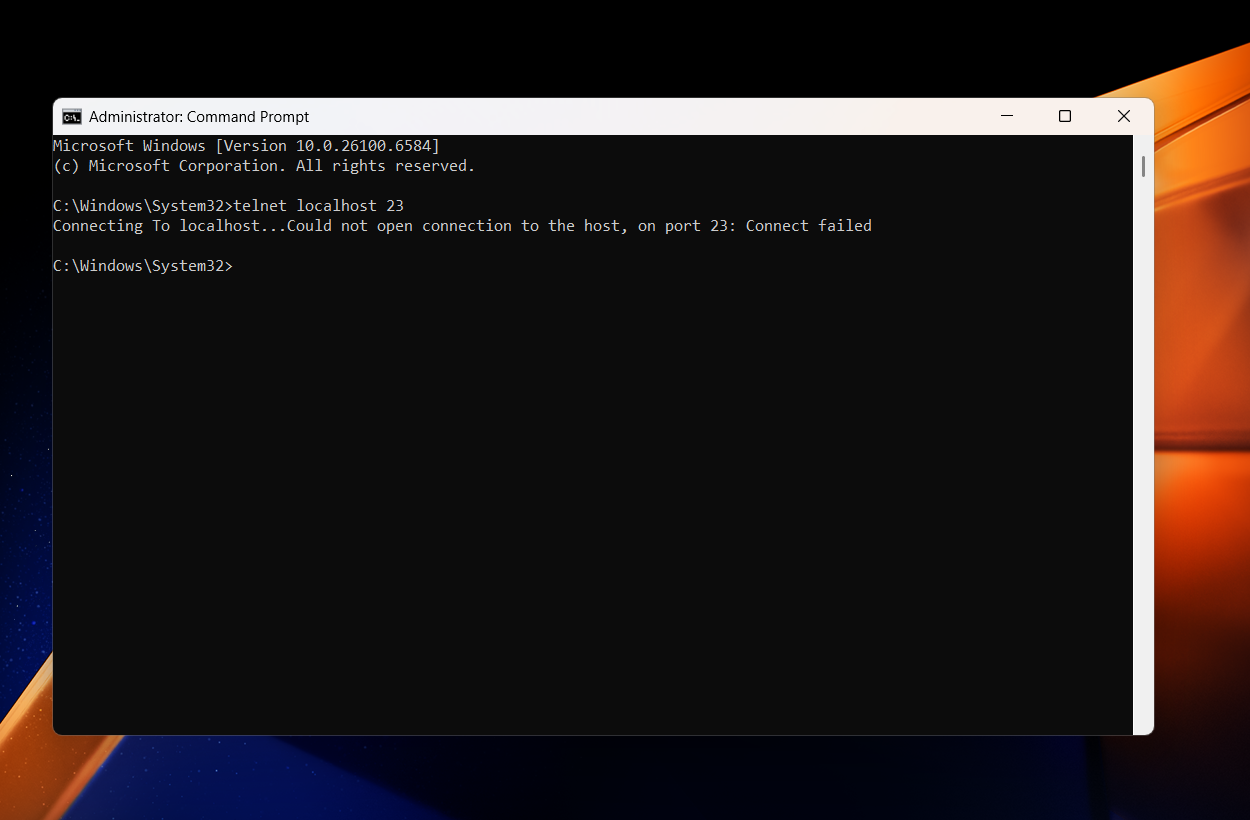 Administrator: Command Prompt
Microsoft Windows [Version 10.0.26100.6584]
(c) Microsoft Corporation. All rights reserved.
C:\Windows\System32>telnet localhost 23
Connecting To localhost...Could not open connection to the host, on port 23: Connect failed
C:\Windows\System32>